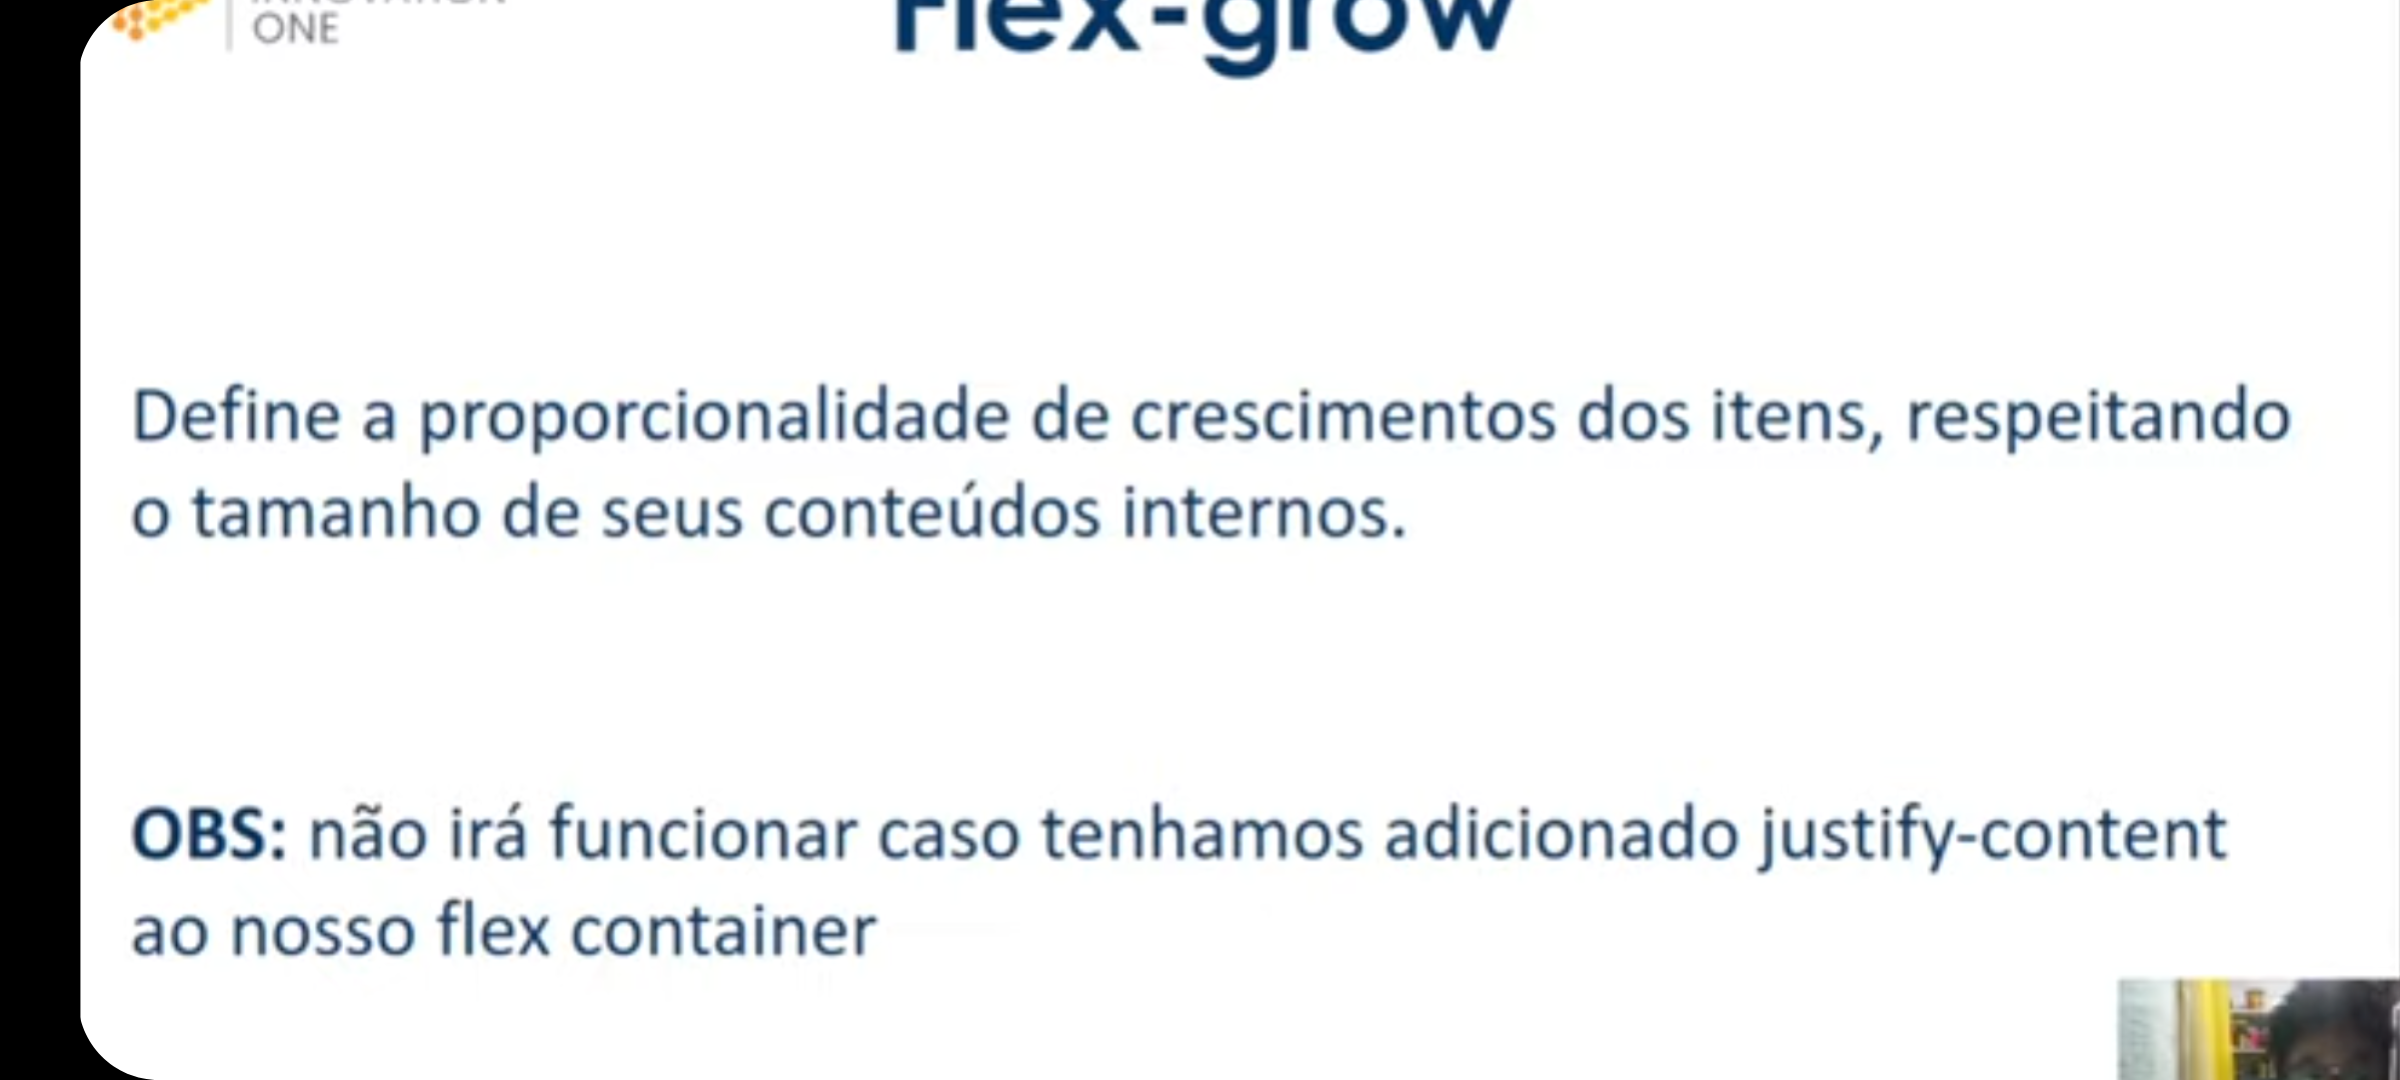 ONE
Flex-grow
Define a proporcionalidade de crescimentos dos itens, respeitando
o tamanho de seus conteúdos internos.
OBS: não irá funcionar caso tenhamos adicionado justify-content
ao nosso flex container